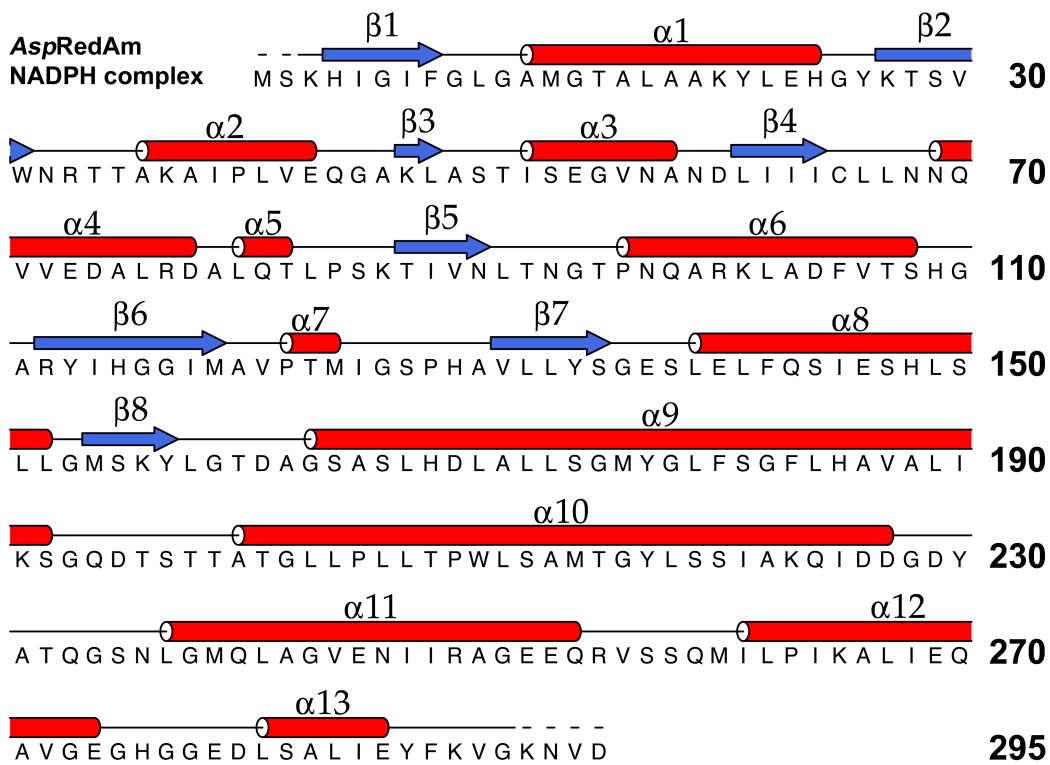 β1 α1 β2
AspRedAm
NADPH complex
M S K H I G I F G L G A M G T A L A A K Y L E H G Y K T S V 30
α2 β3 α3 β4
W N R T T A K A I P L V E Q G A K L A S T I S E G V N A N D L I I I C L L N N Q 70
α4 α5 β5 α6
V V E D A L R D A L Q T L P S K T I V N L T N G T P N Q A R K L A D F V T S H G 110
β6 α7 β7 α8
A R Y I H G G I M A V P T M I G S P H A V L L Y S G E S L E L F Q S I E S H L S 150
β8 α9
L L G M S K Y L G T D A G S A S L H D L A L L S G M Y G L F S G F L H A V A L I 190
α10
K S G Q D T S T T A T G L L P L L T P W L S A M T G Y L S S I A K Q I D D G D Y 230
α11 α12
A T Q G S N L G M Q L A G V E N I I R A G E E Q R V S S Q M I L P I K A L I E Q 270
α13
A V G E G H G G E D L S A L I E Y F K V G K N V D 295